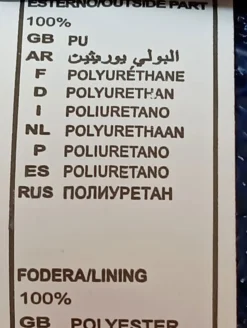 ESTERNO/OUTSIDE PART
100%
GB PU
AR البولي يوريثين
F POLYURÉTHANE
D POLYURETHAN
I POLIURETANO
NL POLYURETHAAN
P POLIURETANO
ES POLIURETANO
RUS ПОЛИУРЕТАН
FODERA/LINING
100%
GB POLYESTER